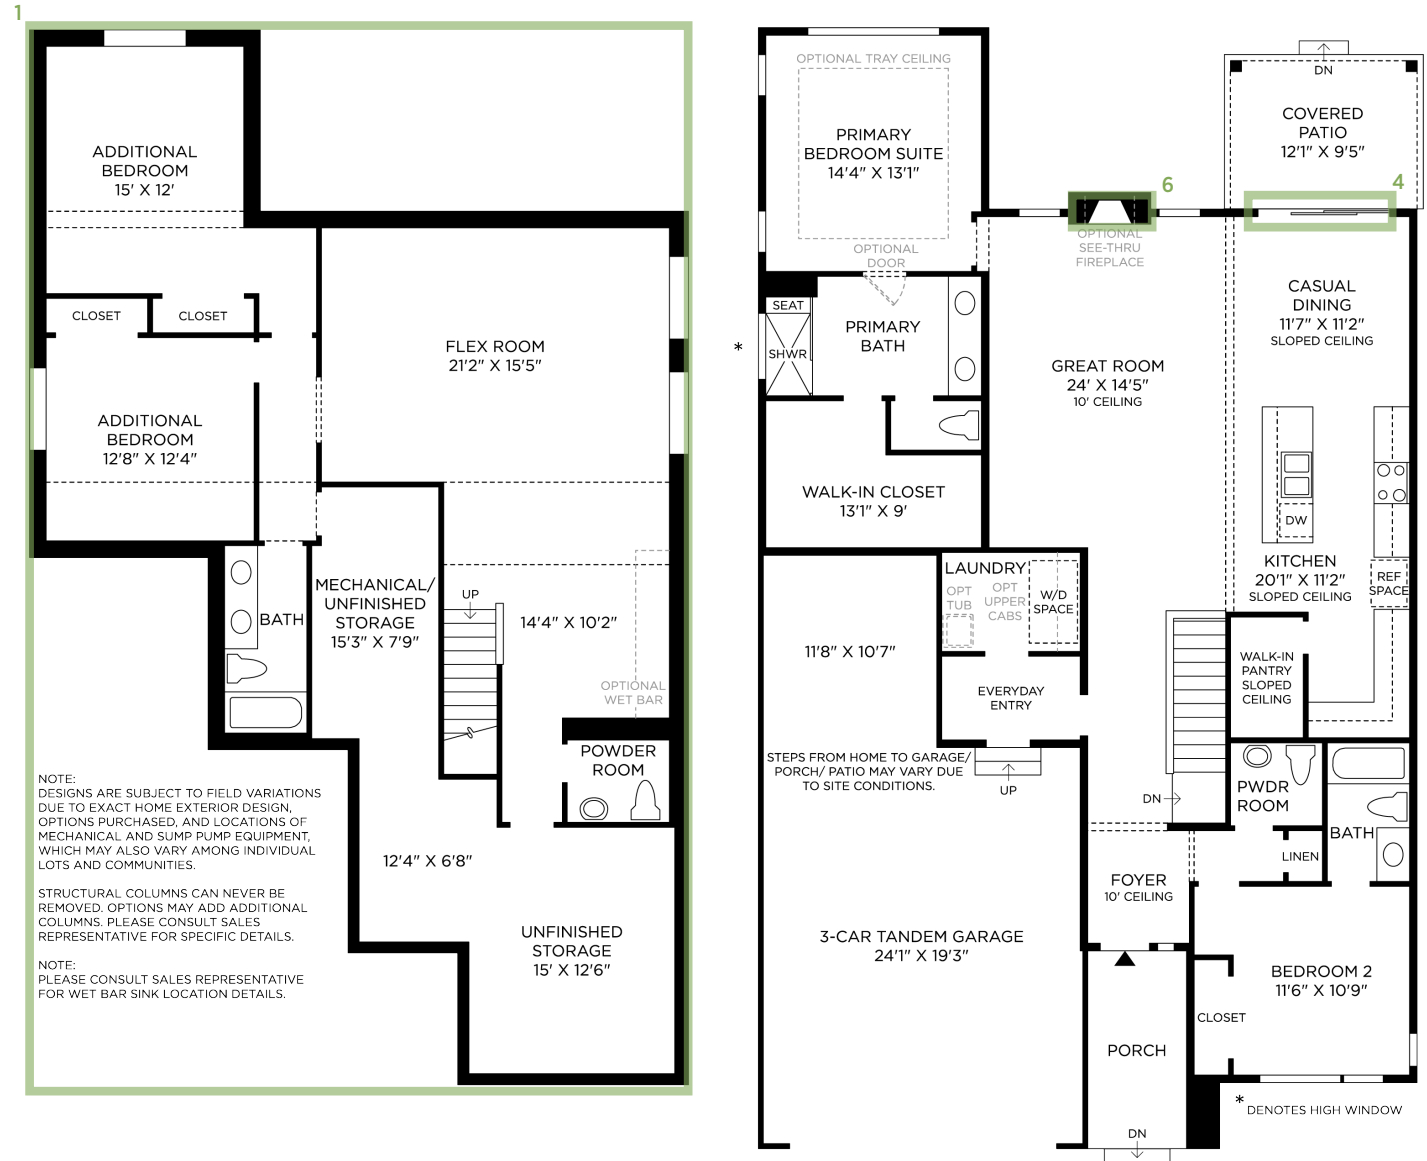 1
ADDITIONAL
BEDROOM
15' X 12'
CLOSET
CLOSET
FLEX ROOM
21'2" X 15'5"
ADDITIONAL
BEDROOM
12'8" X 12'4"
MECHANICAL/
UNFINISHED
STORAGE
15'3" X 7'9"
BATH
UP
14'4" X 10'2"
OPTIONAL
WET BAR
POWDER
ROOM
12'4" X 6'8"
UNFINISHED
STORAGE
15' X 12'6"
NOTE:
DESIGNS ARE SUBJECT TO FIELD VARIATIONS
DUE TO EXACT HOME EXTERIOR DESIGN,
OPTIONS PURCHASED, AND LOCATIONS OF
MECHANICAL AND SUMP PUMP EQUIPMENT,
WHICH MAY ALSO VARY AMONG INDIVIDUAL
LOTS AND COMMUNITIES.
STRUCTURAL COLUMNS CAN NEVER BE
REMOVED. OPTIONS MAY ADD ADDITIONAL
COLUMNS. PLEASE CONSULT SALES
REPRESENTATIVE FOR SPECIFIC DETAILS.
NOTE:
PLEASE CONSULT SALES REPRESENTATIVE
FOR WET BAR SINK LOCATION DETAILS.
OPTIONAL TRAY CEILING
PRIMARY
BEDROOM SUITE
14'4" X 13'1"
OPTIONAL
DOOR
DN
COVERED
PATIO
12'1" X 9'5"
6
4
OPTIONAL
SEE-THRU
FIREPLACE
SEAT
SHWR
*
PRIMARY
BATH
GREAT ROOM
24' X 14'5"
10' CEILING
CASUAL
DINING
11'7" X 11'2"
SLOPED CEILING
WALK-IN CLOSET
13'1" X 9'
DW
KITCHEN
20'1" X 11'2"
SLOPED CEILING
REF
SPACE
LAUNDRY
OPT
TUB
OPT
UPPER
CABS
W/D
SPACE
11'8" X 10'7"
EVERYDAY
ENTRY
WALK-IN
PANTRY
SLOPED
CEILING
STEPS FROM HOME TO GARAGE/
PORCH/ PATIO MAY VARY DUE
TO SITE CONDITIONS.
UP
DN
PWDR
ROOM
BATH
LINEN
FOYER
10' CEILING
3-CAR TANDEM GARAGE
24'1" X 19'3"
BEDROOM 2
11'6" X 10'9"
CLOSET
PORCH
DN
* DENOTES HIGH WINDOW